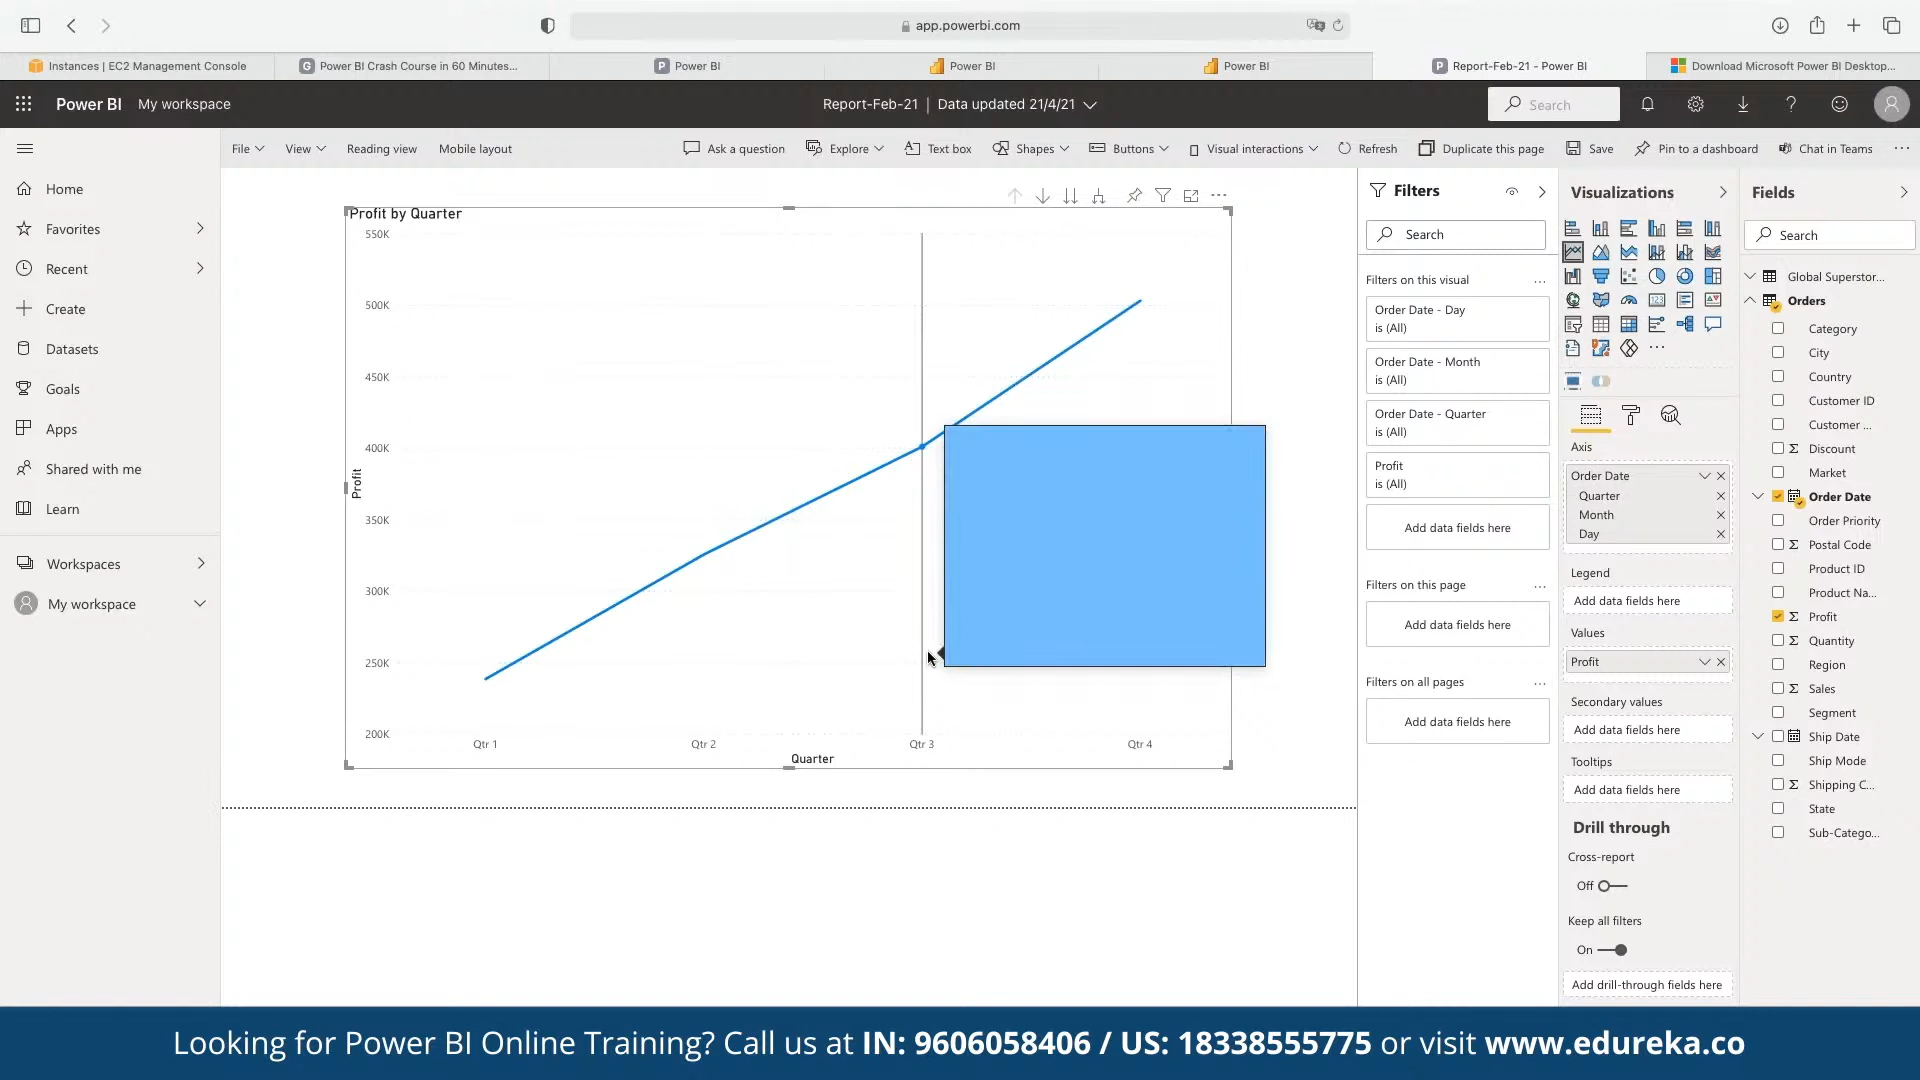 app.powerbi.com
Instances | EC2 Management Console
Power BI Crash Course in 60 Minutes...
Power BI
Power BI
Power BI
Report-Feb-21 - Power BI
Download Microsoft Power BI Desktop...
Power BI
My workspace
Report-Feb-21 | Data updated 21/4/21
Search
File
View
Reading view
Mobile layout
Ask a question
Explore
Text box
Shapes
Buttons
Visual interactions
Refresh
Duplicate this page
Save
Pin to a dashboard
Chat in Teams
Home
Favorites
Recent
Create
Datasets
Goals
Apps
Shared with me
Learn
Workspaces
My workspace
Profit by Quarter
550K
500K
450K
400K
350K
300K
250K
200K
Profit
Qtr 1
Qtr 2
Qtr 3
Qtr 4
Quarter
Filters
Search
Filters on this visual
Order Date - Day
is (All)
Order Date - Month
is (All)
Order Date - Quarter
is (All)
Profit
is (All)
Add data fields here
Filters on this page
Add data fields here
Filters on all pages
Add data fields here
Visualizations
Axis
Order Date
Quarter
Month
Day
Legend
Add data fields here
Values
Profit
Secondary values
Add data fields here
Tooltips
Add data fields here
Drill through
Cross-report
Off
Keep all filters
On
Add drill-through fields here
Fields
Search
Global Superstor...
Orders
Category
City
Country
Customer ID
Customer ...
Discount
Market
Order Date
Order Priority
Postal Code
Product ID
Product Na...
Profit
Quantity
Region
Sales
Segment
Ship Date
Ship Mode
Shipping C...
State
Sub-Catego...
Looking for Power BI Online Training? Call us at IN: 9606058406 / US: 18338555775 or visit www.edureka.co